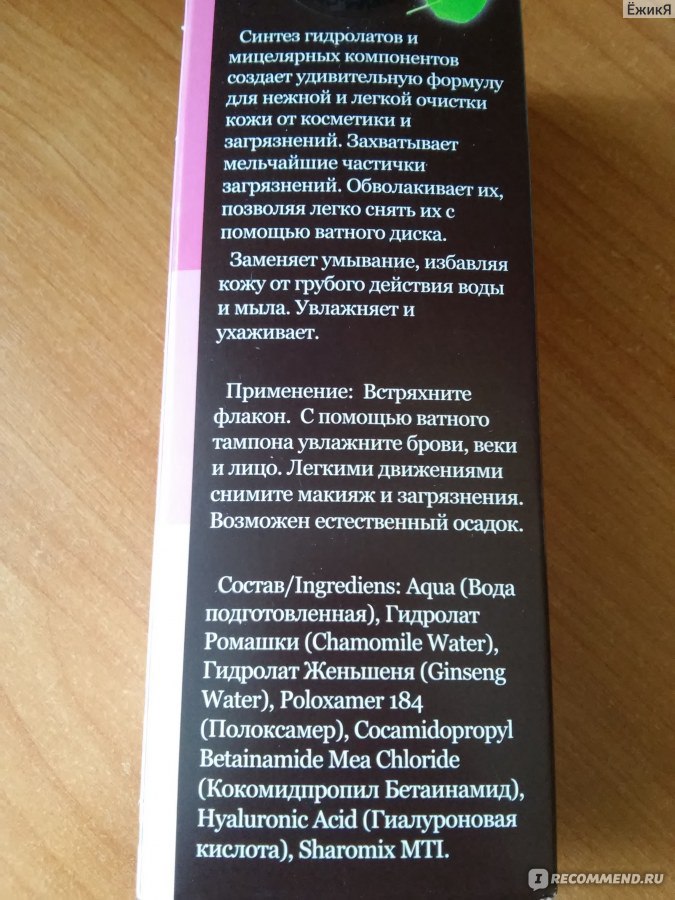 ЁжикЯ
Синтез гидролатов и
мицелярных компонентов
создает удивительную формулу
для нежной и легкой очистки
кожи от косметики и
загрязнений. Захватывает
мельчайшие частички
загрязнений. Обволакивает их,
позволяя легко снять их с
помощью ватного диска.
Заменяет умывание, избавляя
кожу от грубого действия воды
и мыла. Увлажняет и
ухаживает.
Применение: Встряхните
флакон. С помощью ватного
тампона увлажните брови, веки
и лицо. Легкими движениями
снимите макияж и загрязнения.
Возможен естественный осадок.
Состав/Ingrediens: Aqua (Вода
подготовленная), Гидролат
Ромашки (Chamomile Water),
Гидролат Женьшеня (Ginseng
Water), Poloxamer 184
(Полоксамер), Cocamidopropyl
Betainamide Mea Chloride
(Кокомидпропил Бетаинамид),
Hyaluronic Acid (Гиалуроновая
кислота), Sharomix MTI.
I RECOMMEND.RU